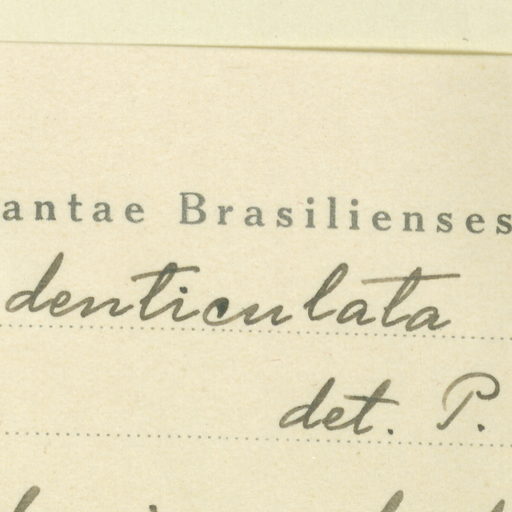 antae Brasilienses
denticulata
det. P.